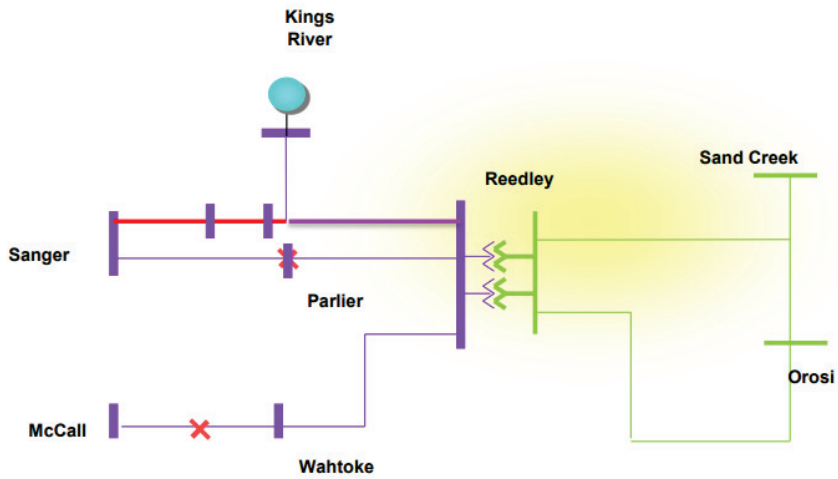 Kings
River
Sand Creek
Reedley
Sanger
Parlier
Orosi
McCall
Wahtoke